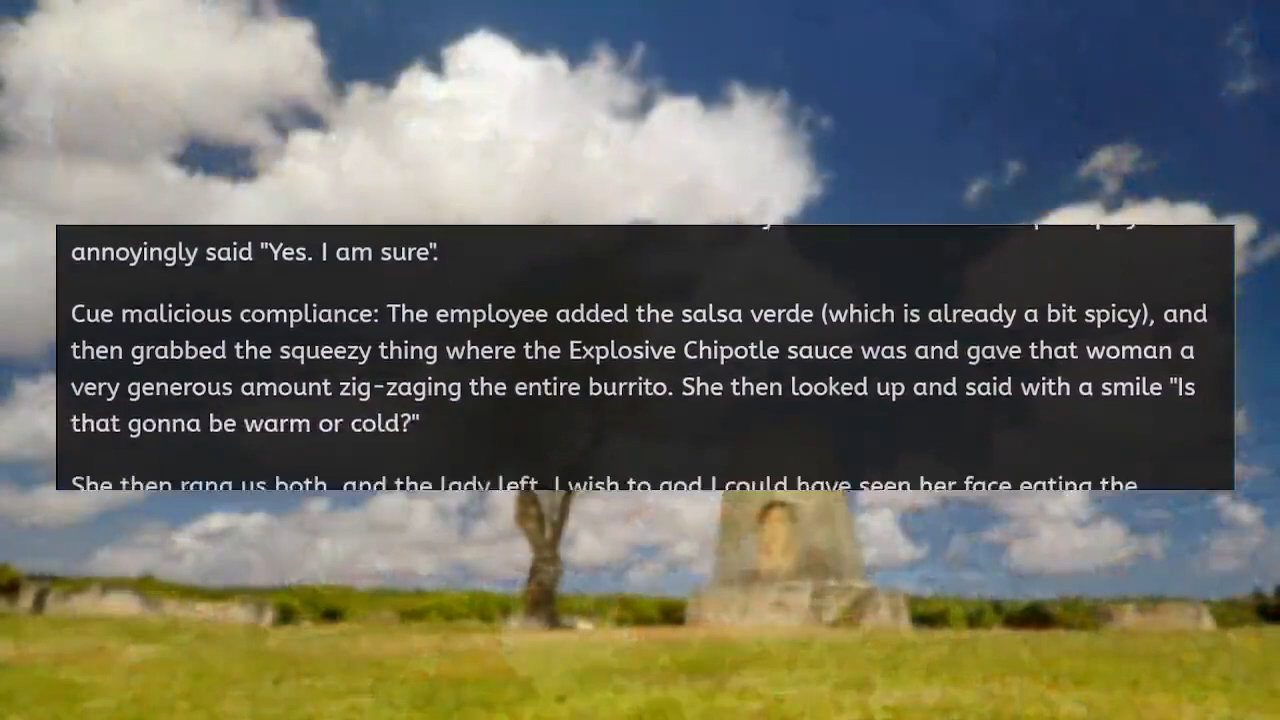 annoyingly said "Yes. I am sure".
Cue malicious compliance: The employee added the salsa verde (which is already a bit spicy), and
then grabbed the squeezy thing where the Explosive Chipotle sauce was and gave that woman a
very generous amount zig-zaging the entire burrito. She then looked up and said with a smile "Is
that gonna be warm or cold?"
She then rang us both, and the lady left. I wish to god I could have seen her face eating the